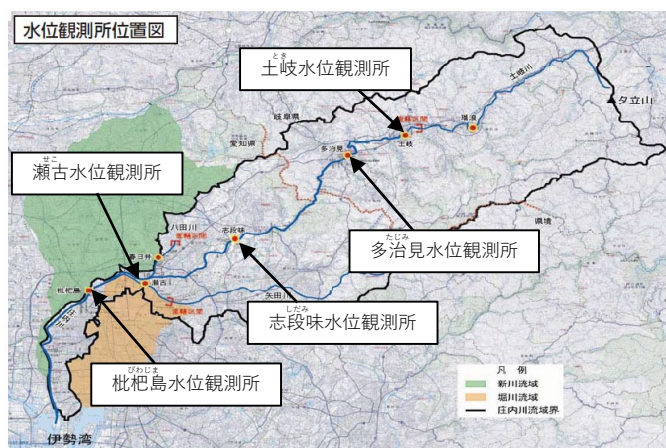 水位観測所位置図
とき
土岐水位観測所
土岐川
夕立山
瑞浪
土岐
岐阜県
多治見
愛知県
せこ
瀬古水位観測所
八田川
志段味
県境
たじみ
多治見水位観測所
春日井
瀬古
枇杷島
矢田川
しだみ
志段味水位観測所
びわじま
枇杷島水位観測所
凡 例
新川流域
堀川流域
庄内川流域界
伊勢湾